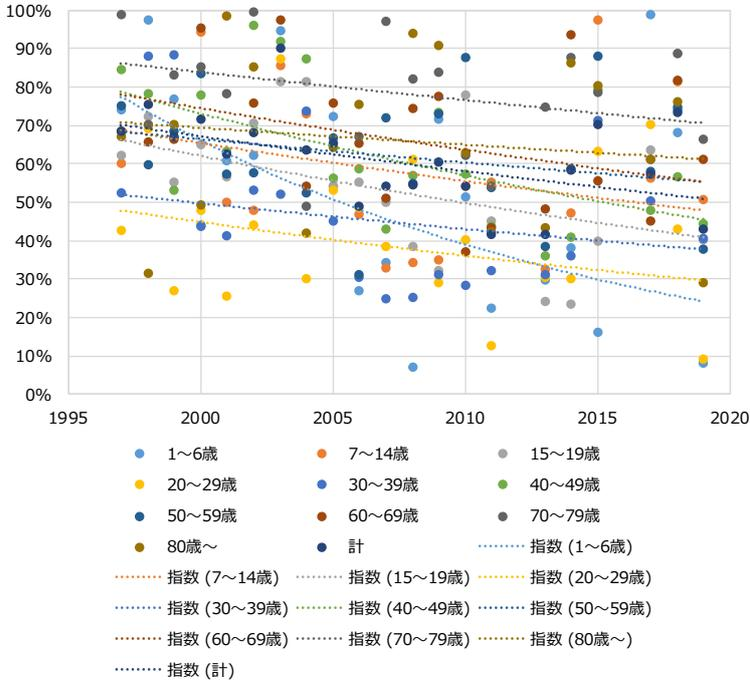 100%
90%
80%
70%
60%
50%
40%
30%
20%
10%
0%
1995 2000 2005 2010 2015 2020
1～6歳 7～14歳 15～19歳
20～29歳 30～39歳 40～49歳
50～59歳 60～69歳 70～79歳
80歳～ 計 指数 (1～6歳)
指数 (7～14歳) 指数 (15～19歳) 指数 (20～29歳)
指数 (30～39歳) 指数 (40～49歳) 指数 (50～59歳)
指数 (60～69歳) 指数 (70～79歳) 指数 (80歳～)
指数 (計)